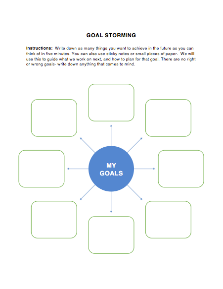 GOAL STORMING
Instructions: Write down as many things you want to achieve in the future as you can
think of in five minutes. You can also use sticky notes or small pieces of paper. We will
use this to guide what we work on next, and how to plan for that goal. There are no right
or wrong goals- write down anything that comes to mind.
MY
GOALS